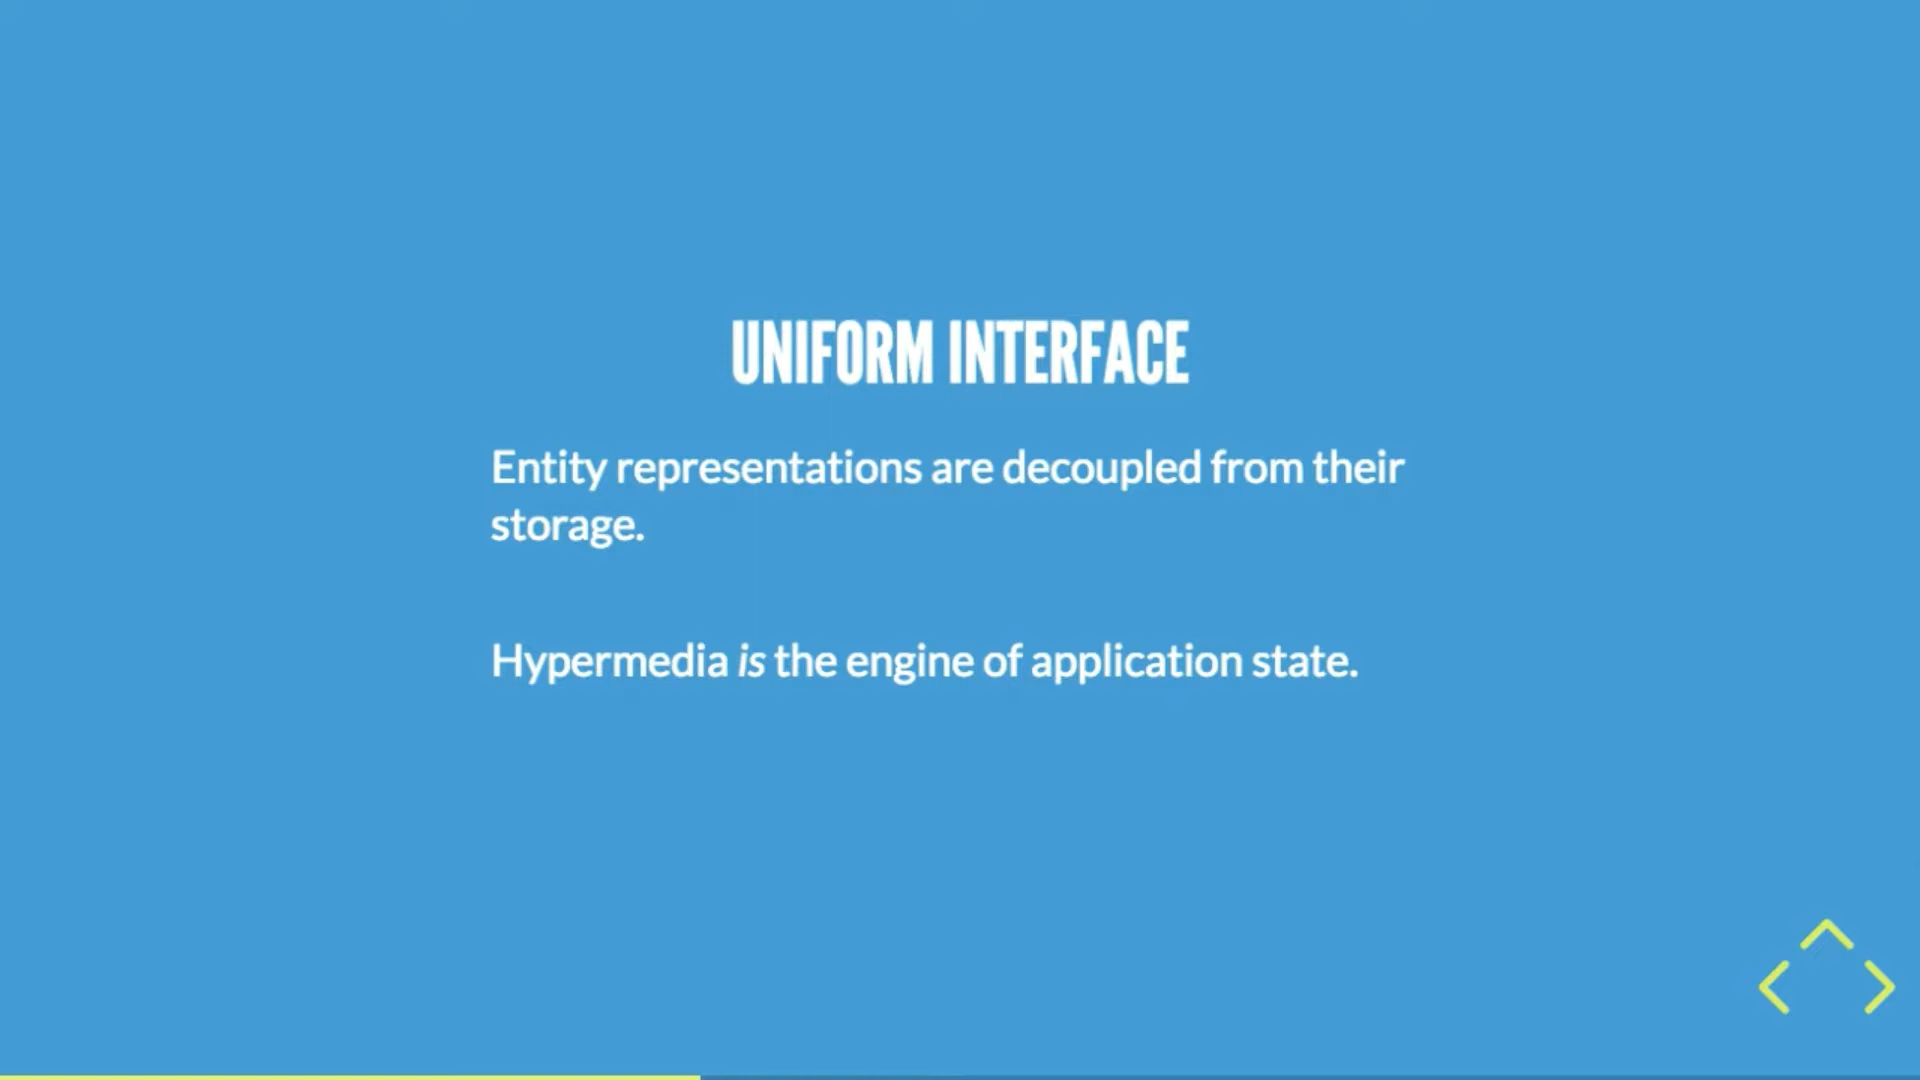 UNIFORM INTERFACE
Entity representations are decoupled from their
storage.
Hypermedia is the engine of application state.